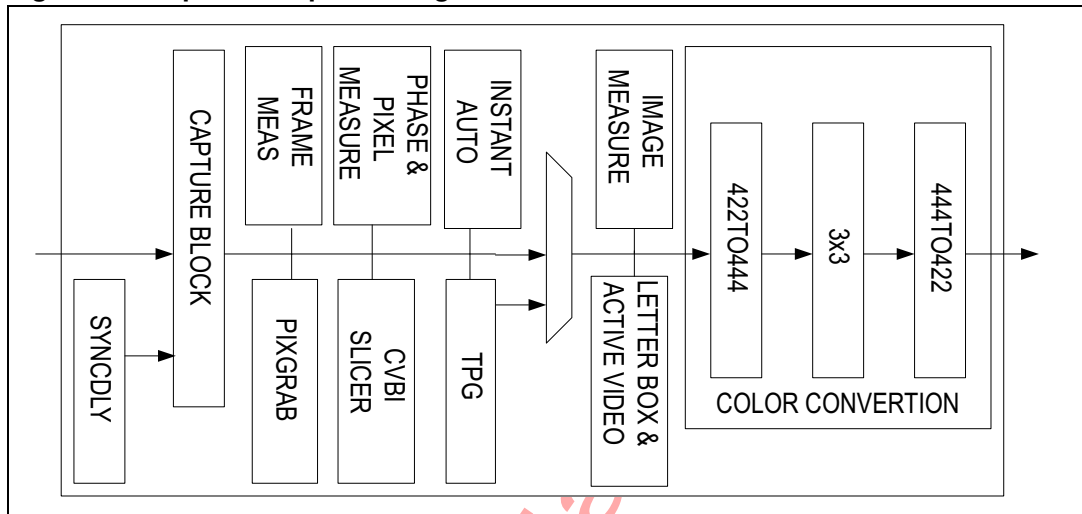 CAPTURE BLOCK
SYNCDLY
FRAME
MEAS
PIXGRAB
PHASE &
PIXEL
MEASURE
CVBI
SLICER
INSTANT
AUTO
TPG
IMAGE
MEASURE
LETTER BOX &
ACTIVE VIDEO
422TO444
3x3
444TO422
COLOR CONVERTION